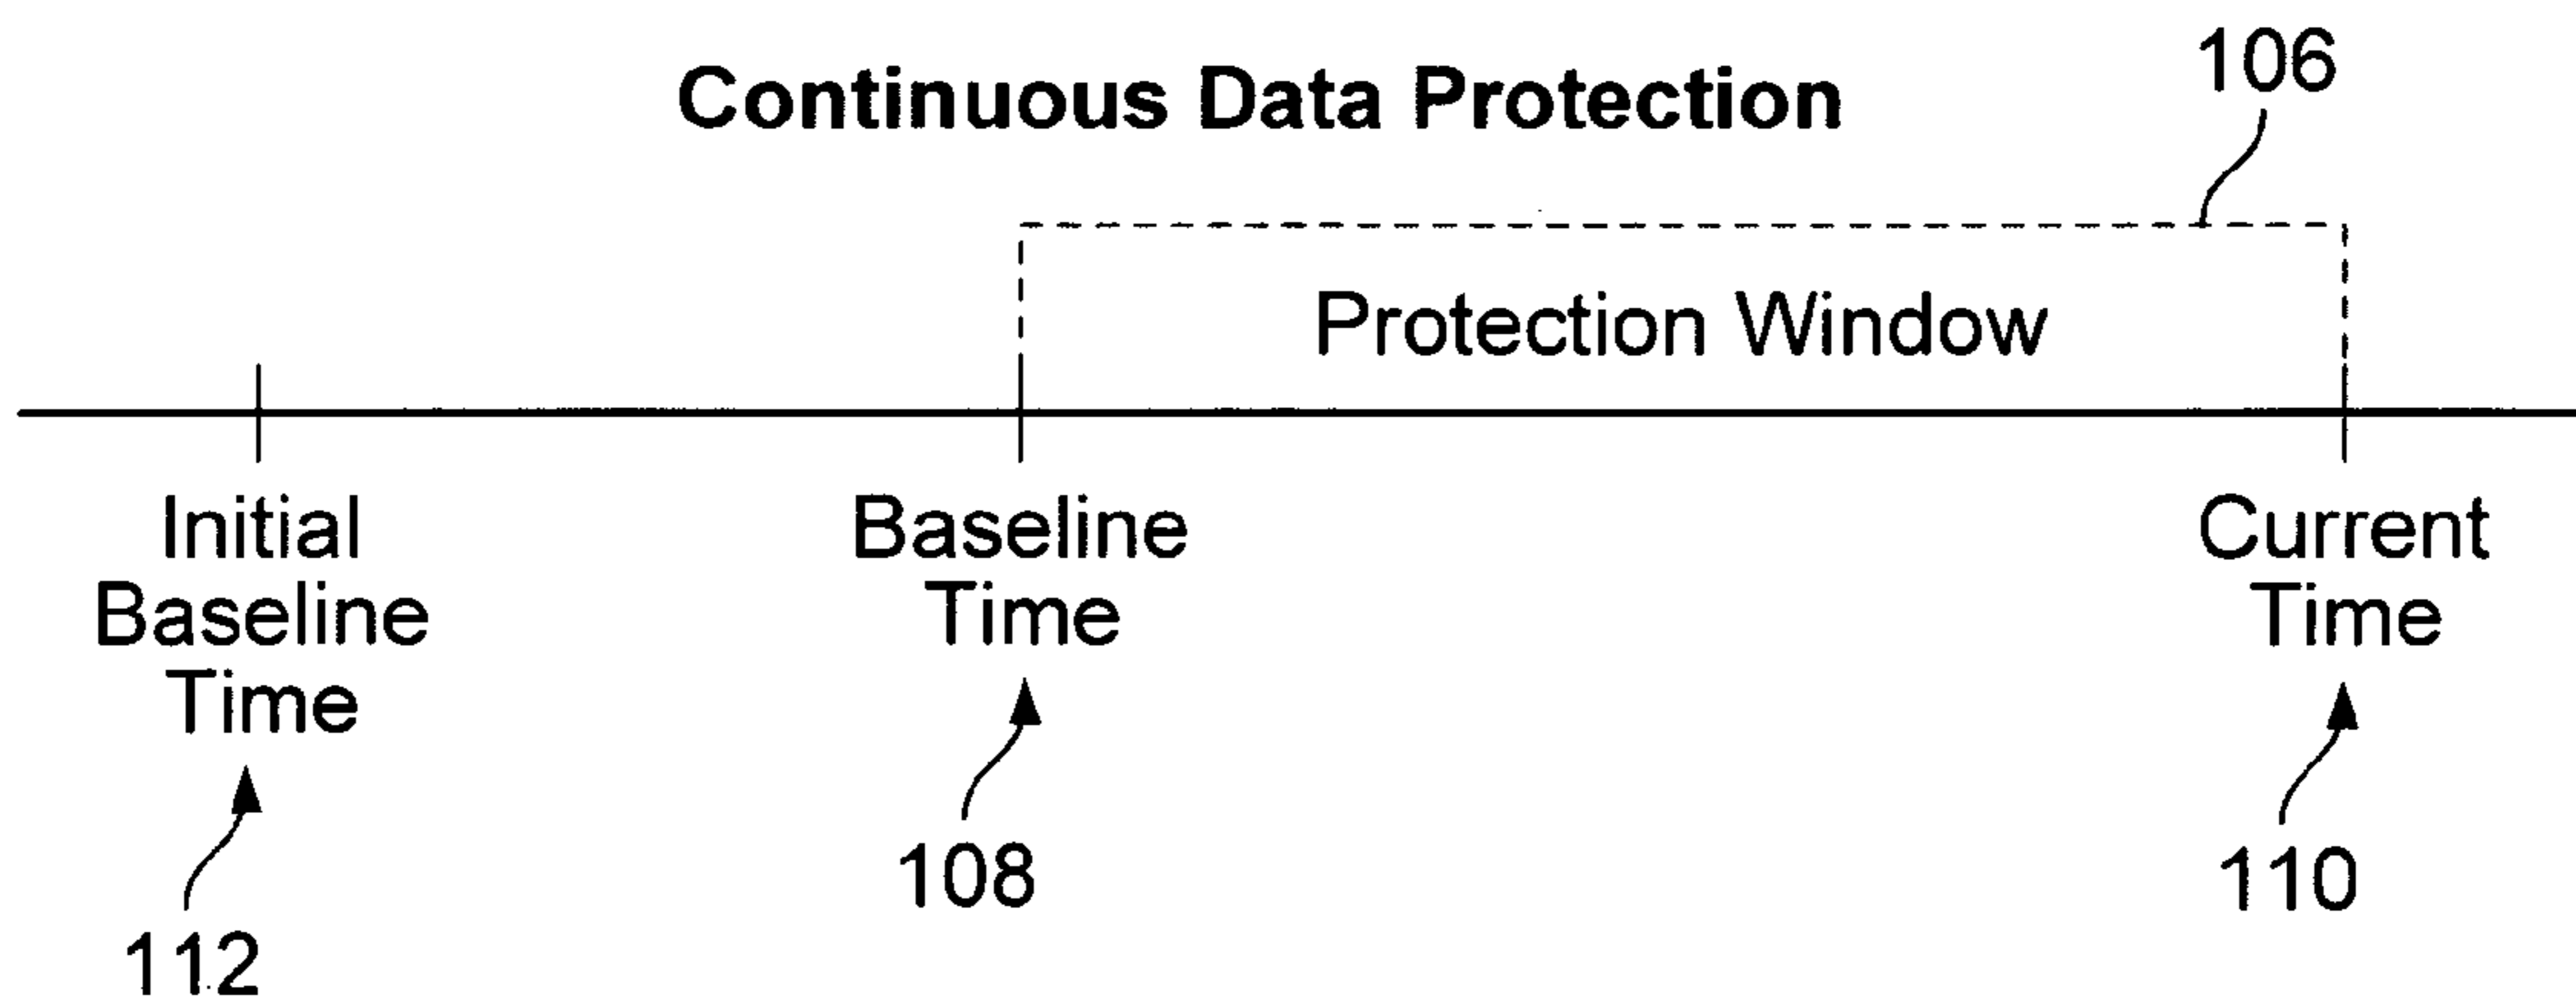 106
Continuous Data Protection
Protection Window
Initial
Baseline
Time
Baseline
Time
Current
Time
108
110
112